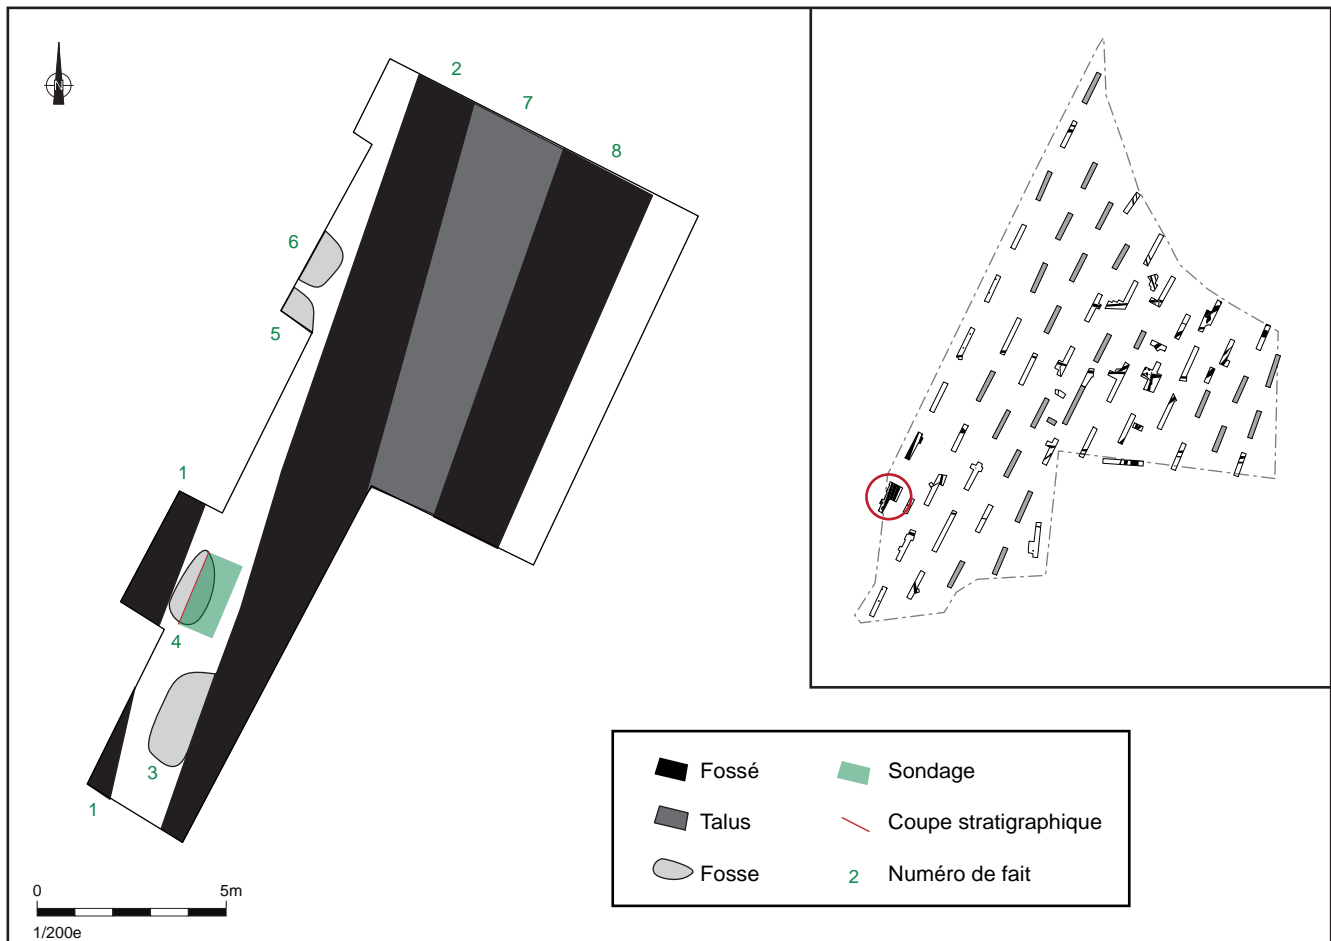 N
2
7
8
6
5
1
4
3
1
0 5m
1/200e
Fossé
Talus
Fosse
Sondage
Coupe stratigraphique
2 Numéro de fait